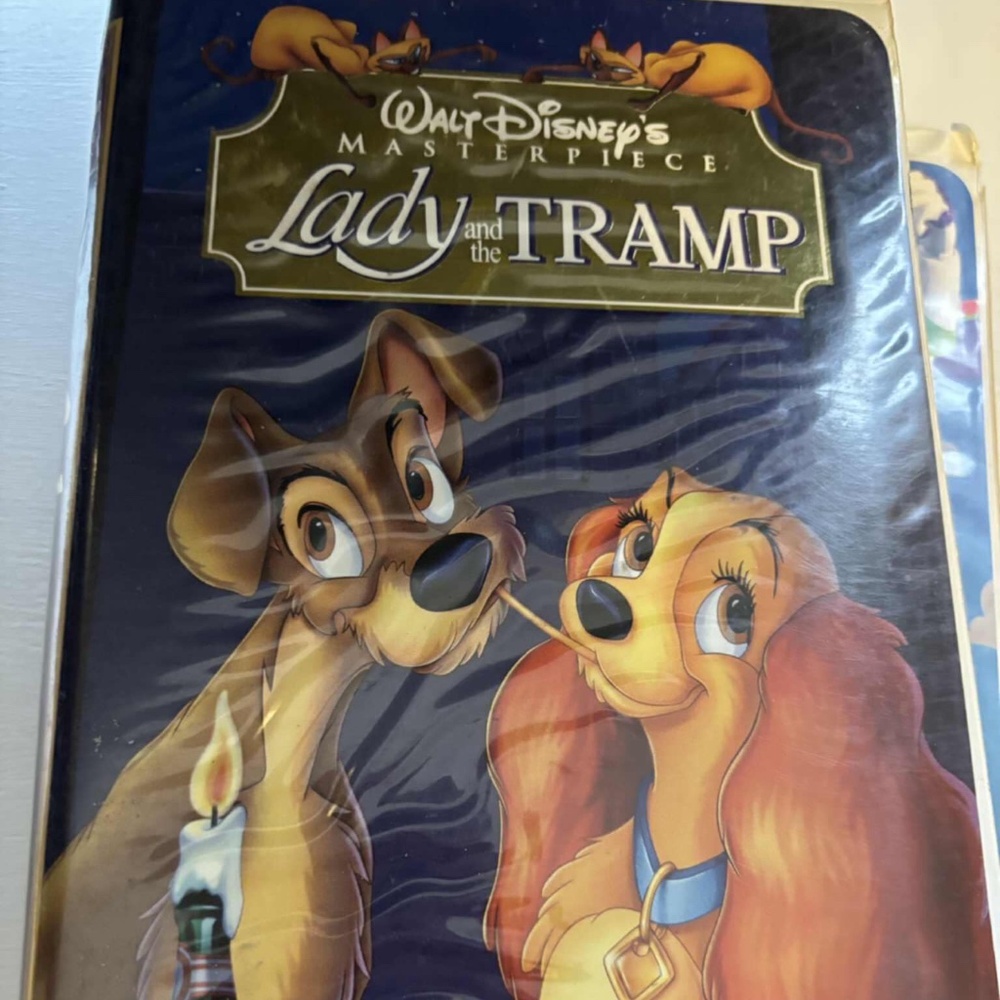 WALT DISNEY'S
MASTERPIECE
Lady and the TRAMP